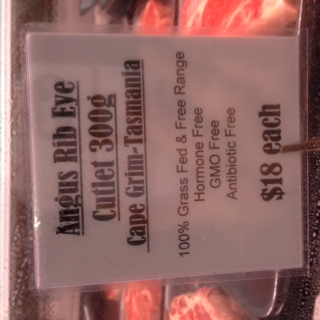 Angus Rib Eye
Cutlet 300g
Cape Grim-Tasmania
100% Grass Fed & Free Range
Hormone Free
GMO Free
Antibiotic Free
$18 each